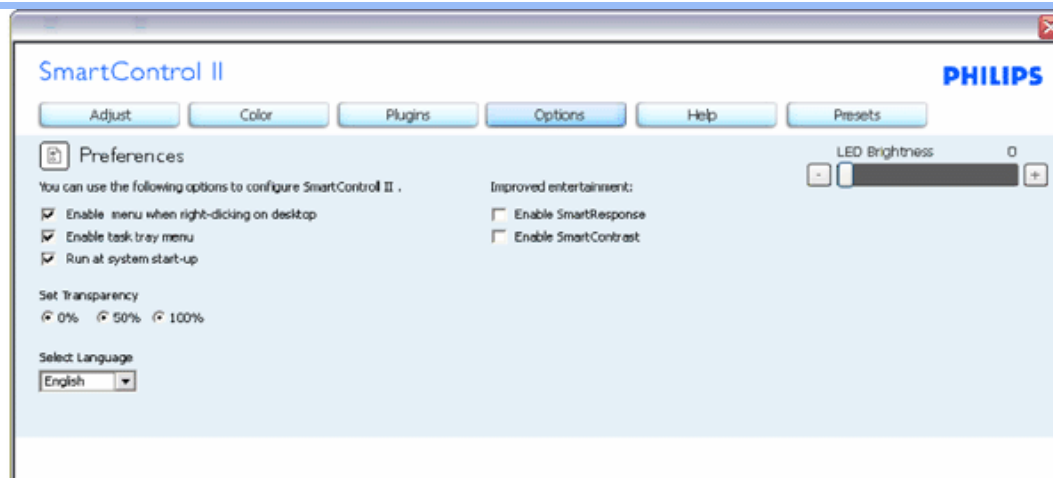 SmartControl II
PHILIPS
Adjust Color Plugins Options Help Presets
Preferences
LED Brightness 0
- +
You can use the following options to configure SmartControl II .
Improved entertainment:
Enable menu when right-clicking on desktop
Enable SmartResponse
Enable task tray menu
Enable SmartContrast
Run at system start-up
Set Transparency
0% 50% 100%
Select Language
English